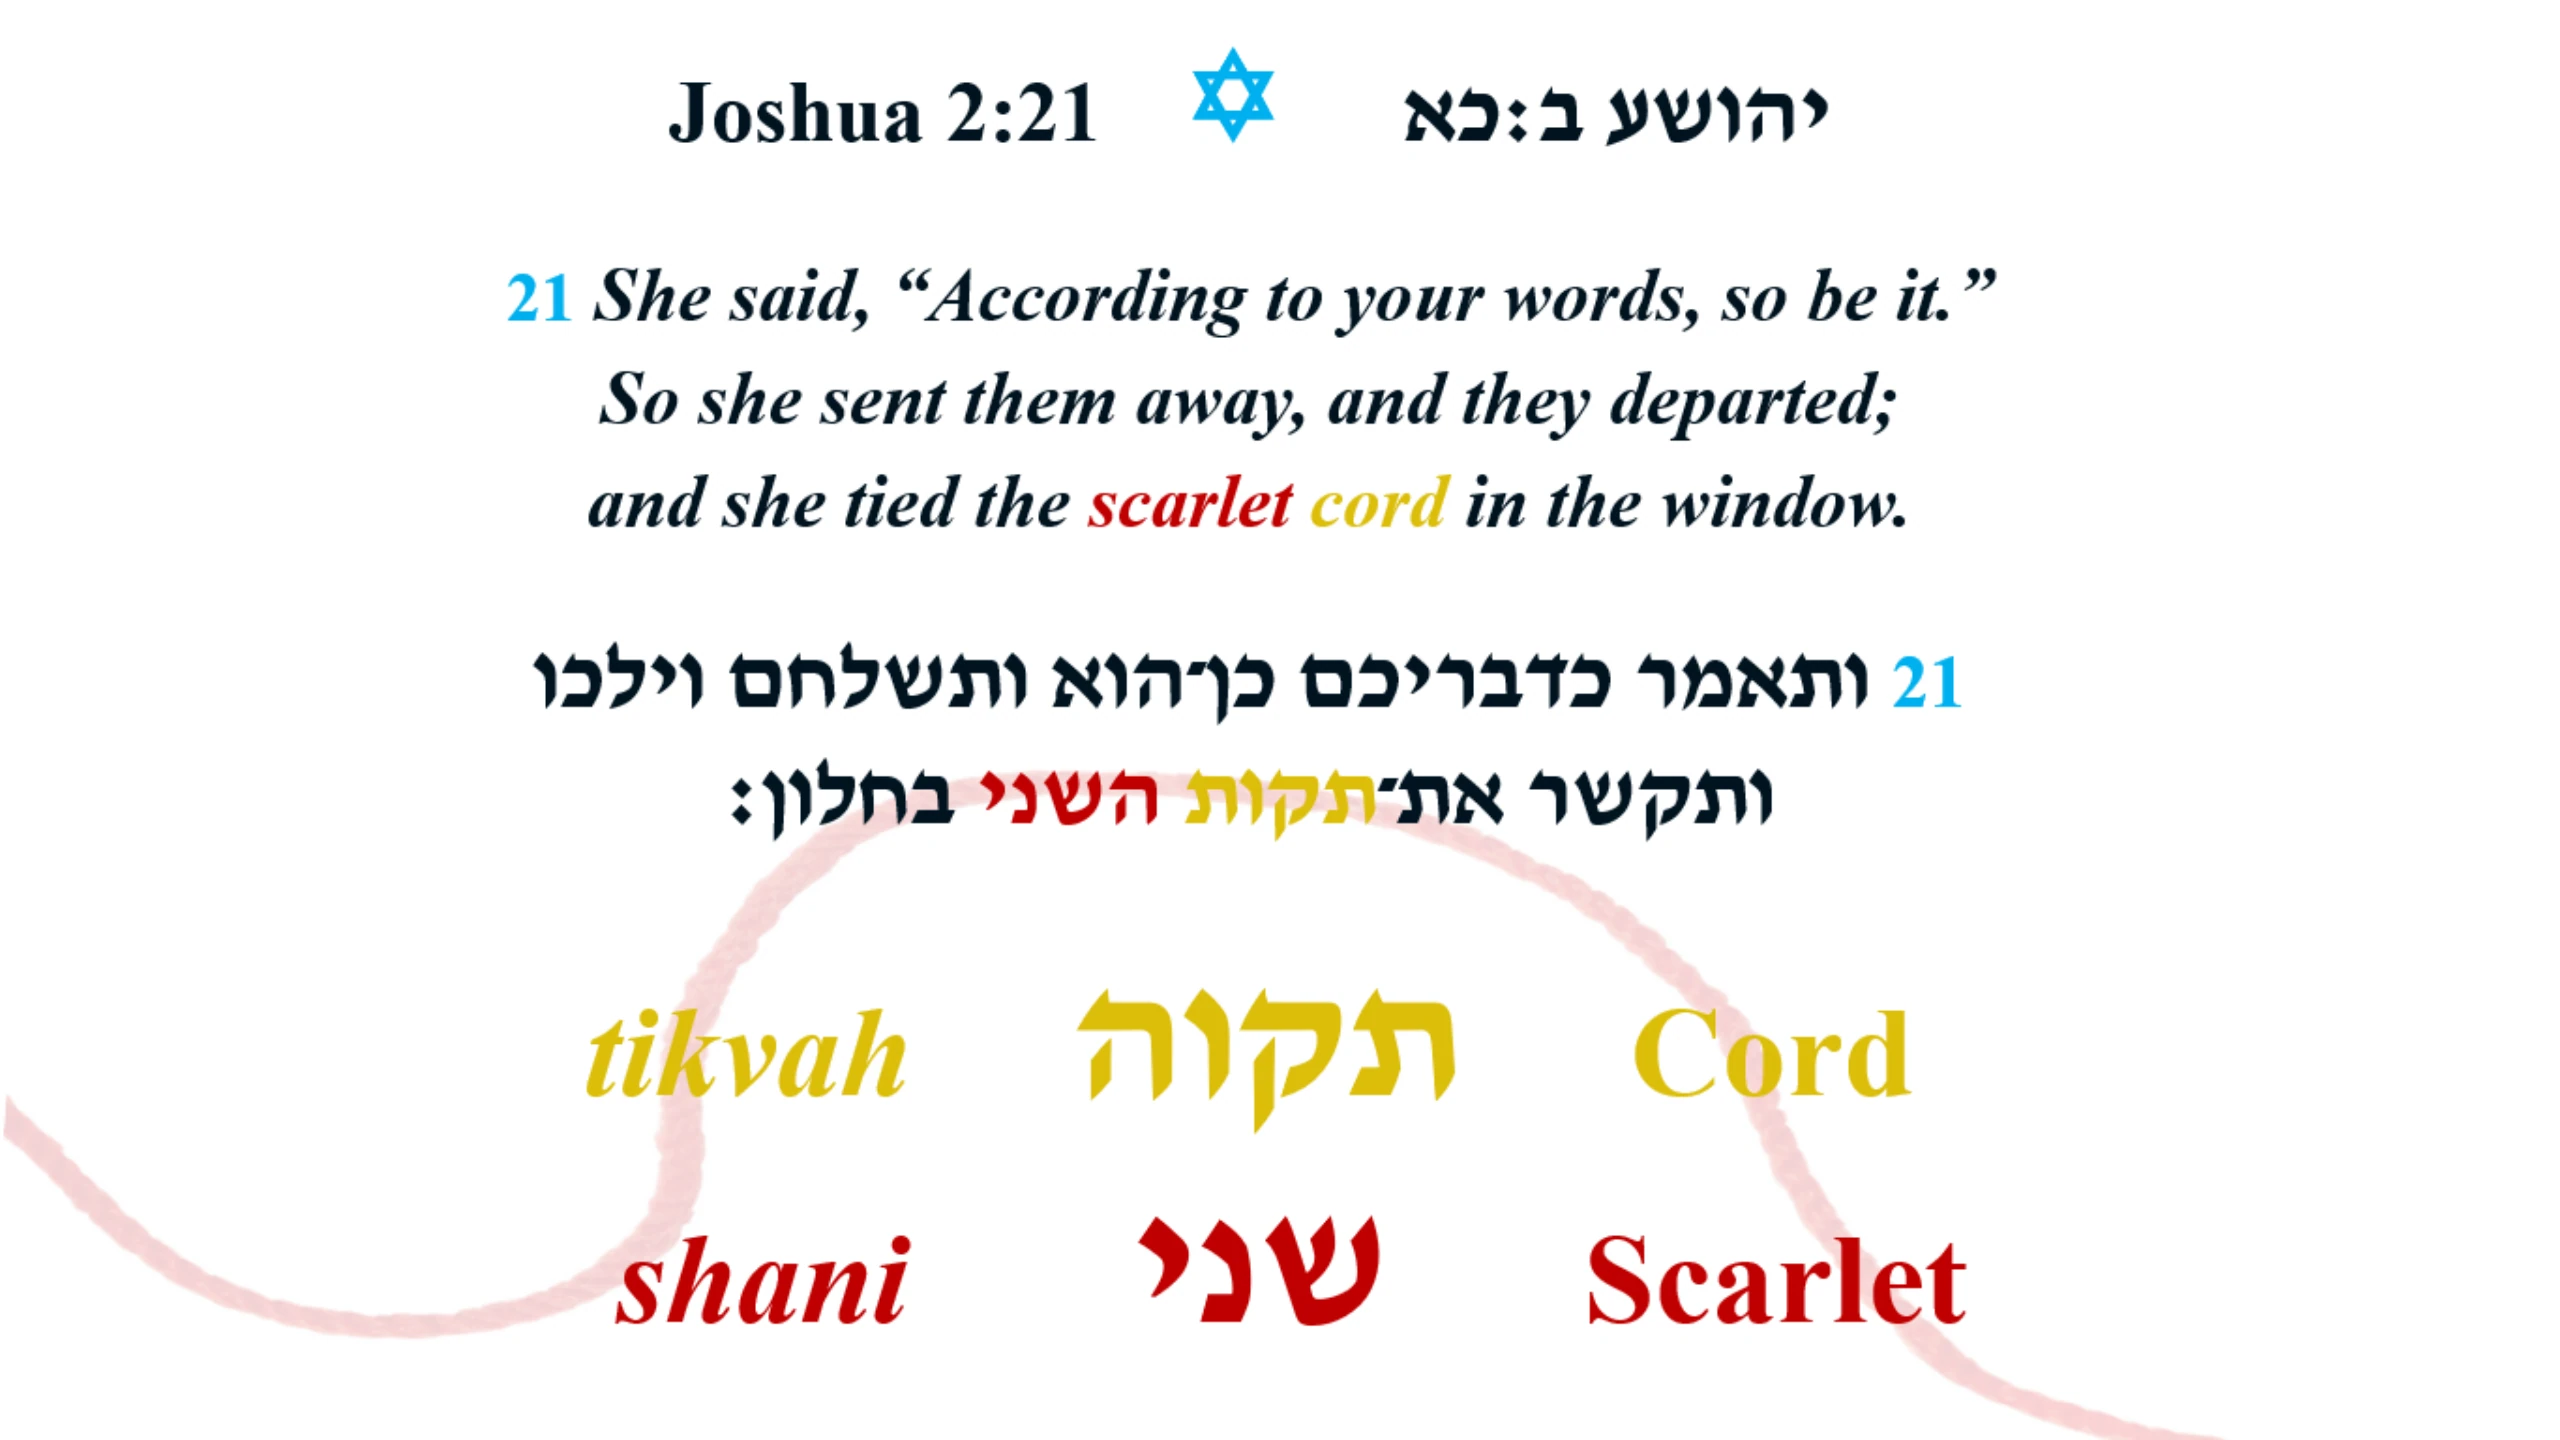 Joshua 2:21 ✡ יהושע ב:כא
21 She said, “According to your words, so be it.”
So she sent them away, and they departed;
and she tied the scarlet cord in the window.
21 ותאמר כדבריכם כן־הוא ותשלחם וילכו
ותקשר את־תקות השני בחלון:
tikvah תקוה Cord
shani שני Scarlet